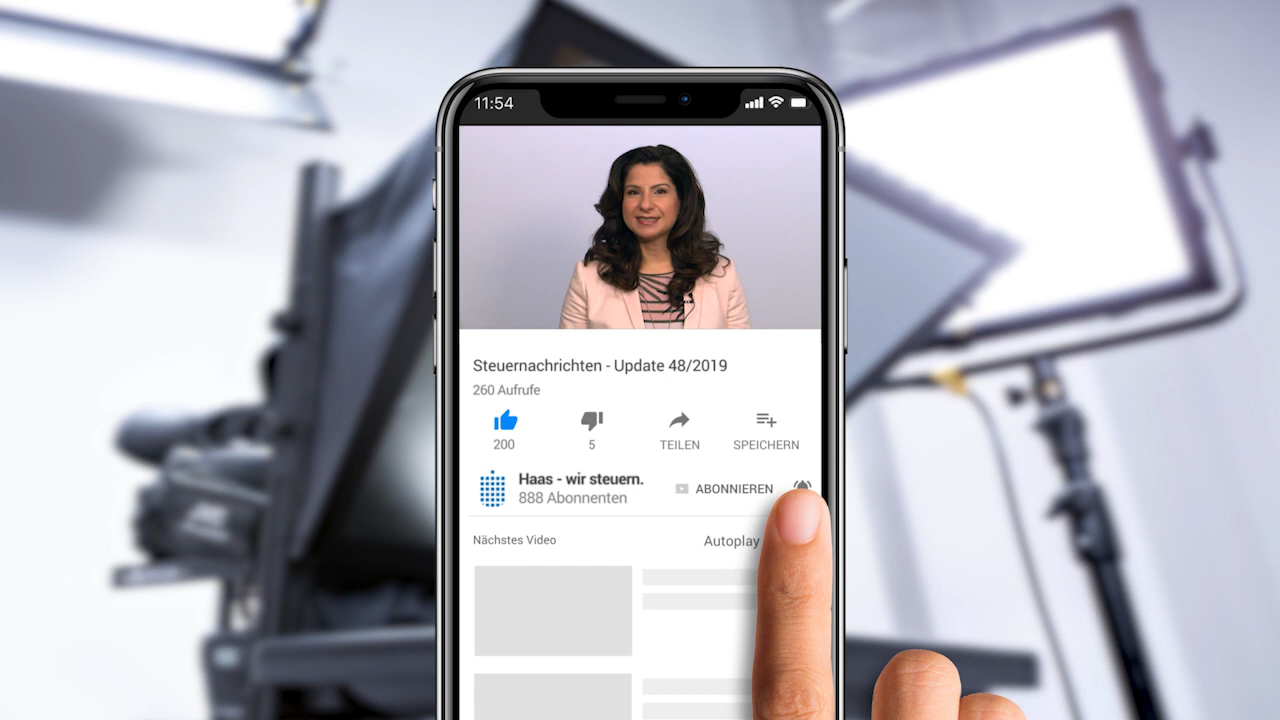 11:54
Steuernachrichten - Update 48/2019
260 Aufrufe
200
5
TEILEN
SPEICHERN
Haas - wir steuern.
888 Abonnenten
ABONNIEREN
Nächstes Video
Autoplay